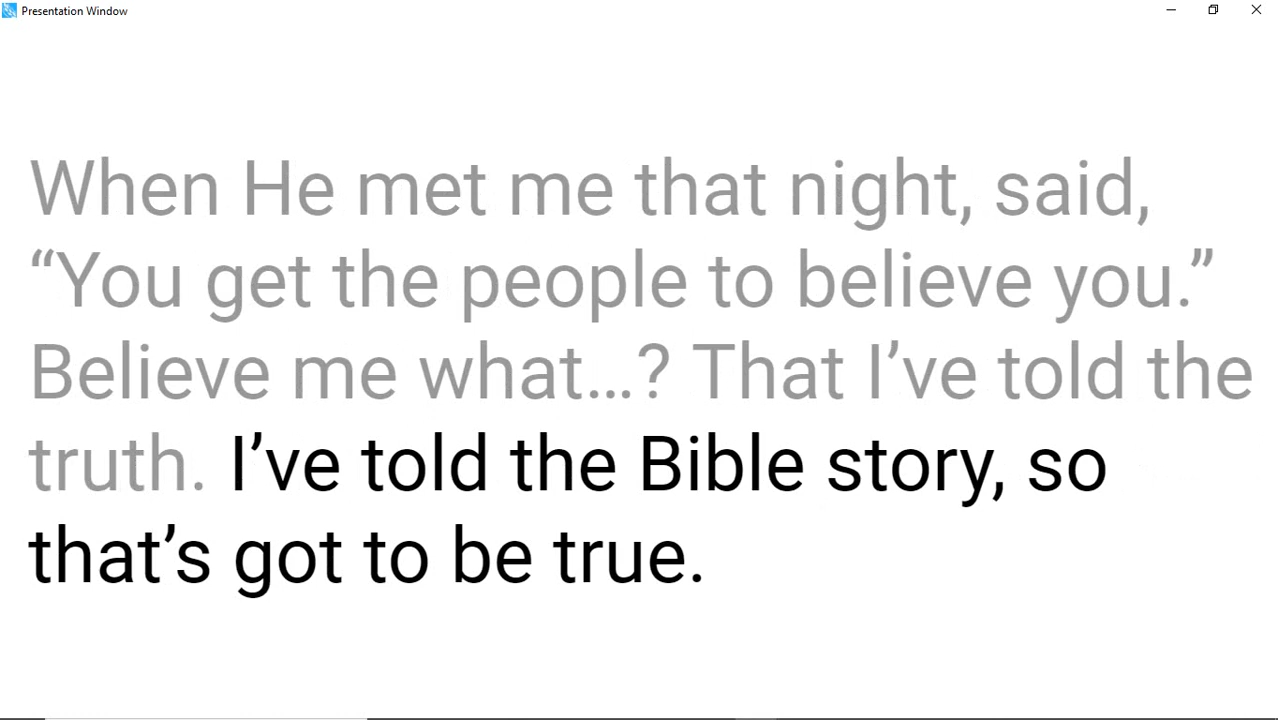 Presentation Window
When He met me that night, said,
“You get the people to believe you.”
Believe me what...? That I’ve told the
truth. I’ve told the Bible story, so
that’s got to be true.